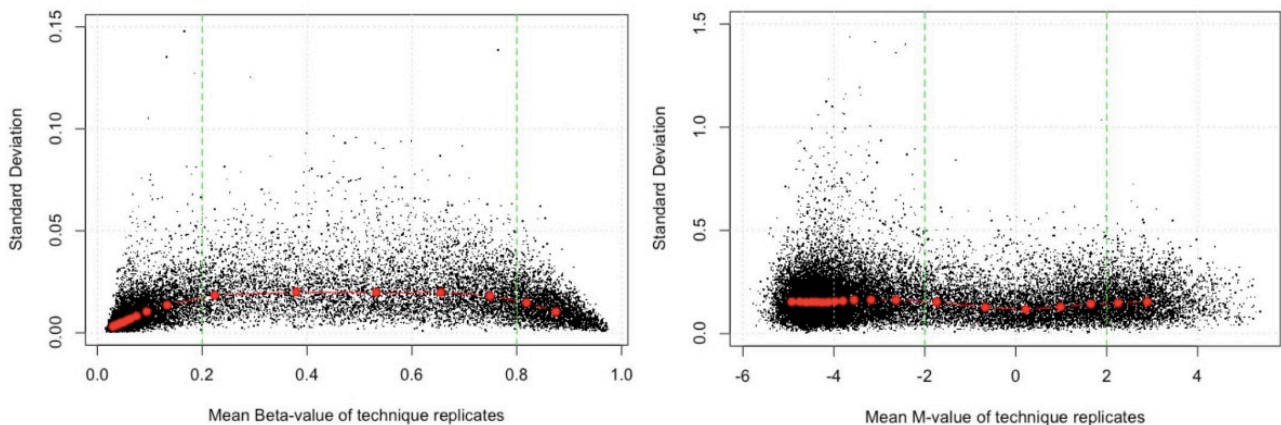 Standard Deviation
0.15
0.10
0.05
0.00
0.0 0.2 0.4 0.6 0.8 1.0
Mean Beta-value of technique replicates
Standard Deviation
1.5
1.0
0.5
0.0
-6 -4 -2 0 2 4
Mean M-value of technique replicates